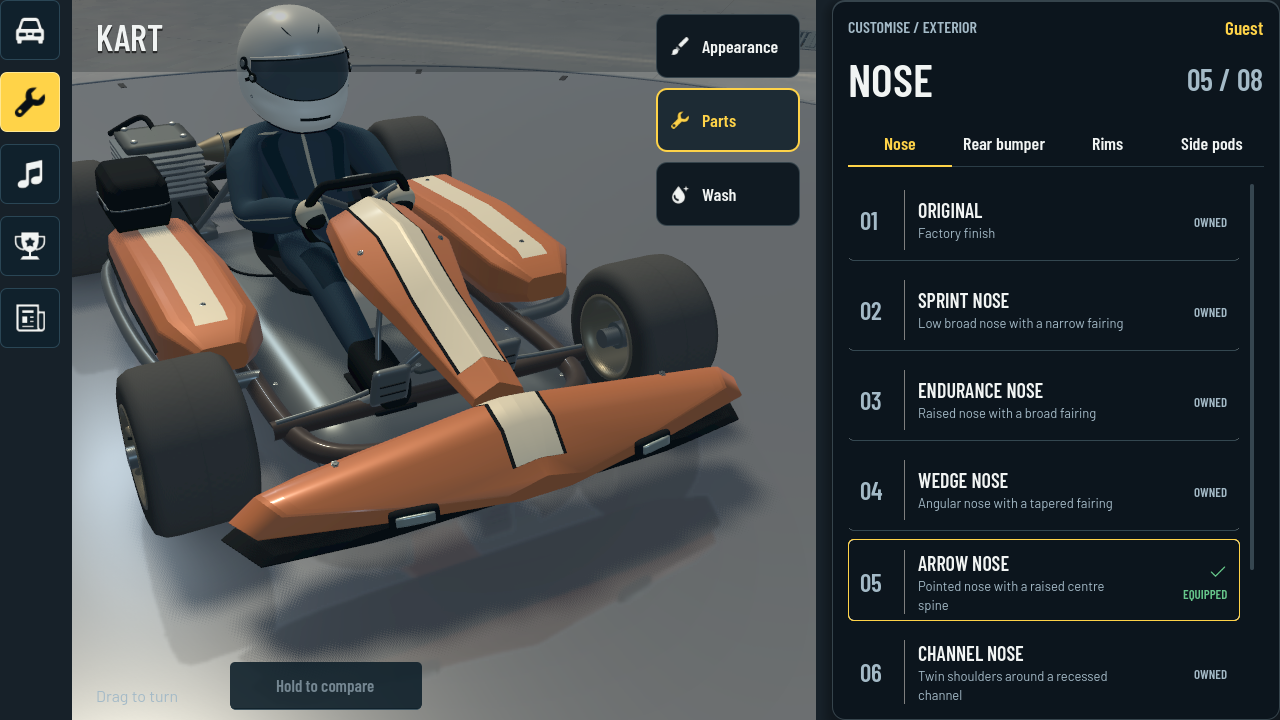 KART
Appearance
Parts
Wash
Drag to turn
Hold to compare
CUSTOMISE / EXTERIOR
Guest
NOSE
05 / 08
Nose
Rear bumper
Rims
Side pods
01
ORIGINAL
Factory finish
OWNED
02
SPRINT NOSE
Low broad nose with a narrow fairing
OWNED
03
ENDURANCE NOSE
Raised nose with a broad fairing
OWNED
04
WEDGE NOSE
Angular nose with a tapered fairing
OWNED
05
ARROW NOSE
Pointed nose with a raised centre
spine
EQUIPPED
06
CHANNEL NOSE
Twin shoulders around a recessed
channel
OWNED